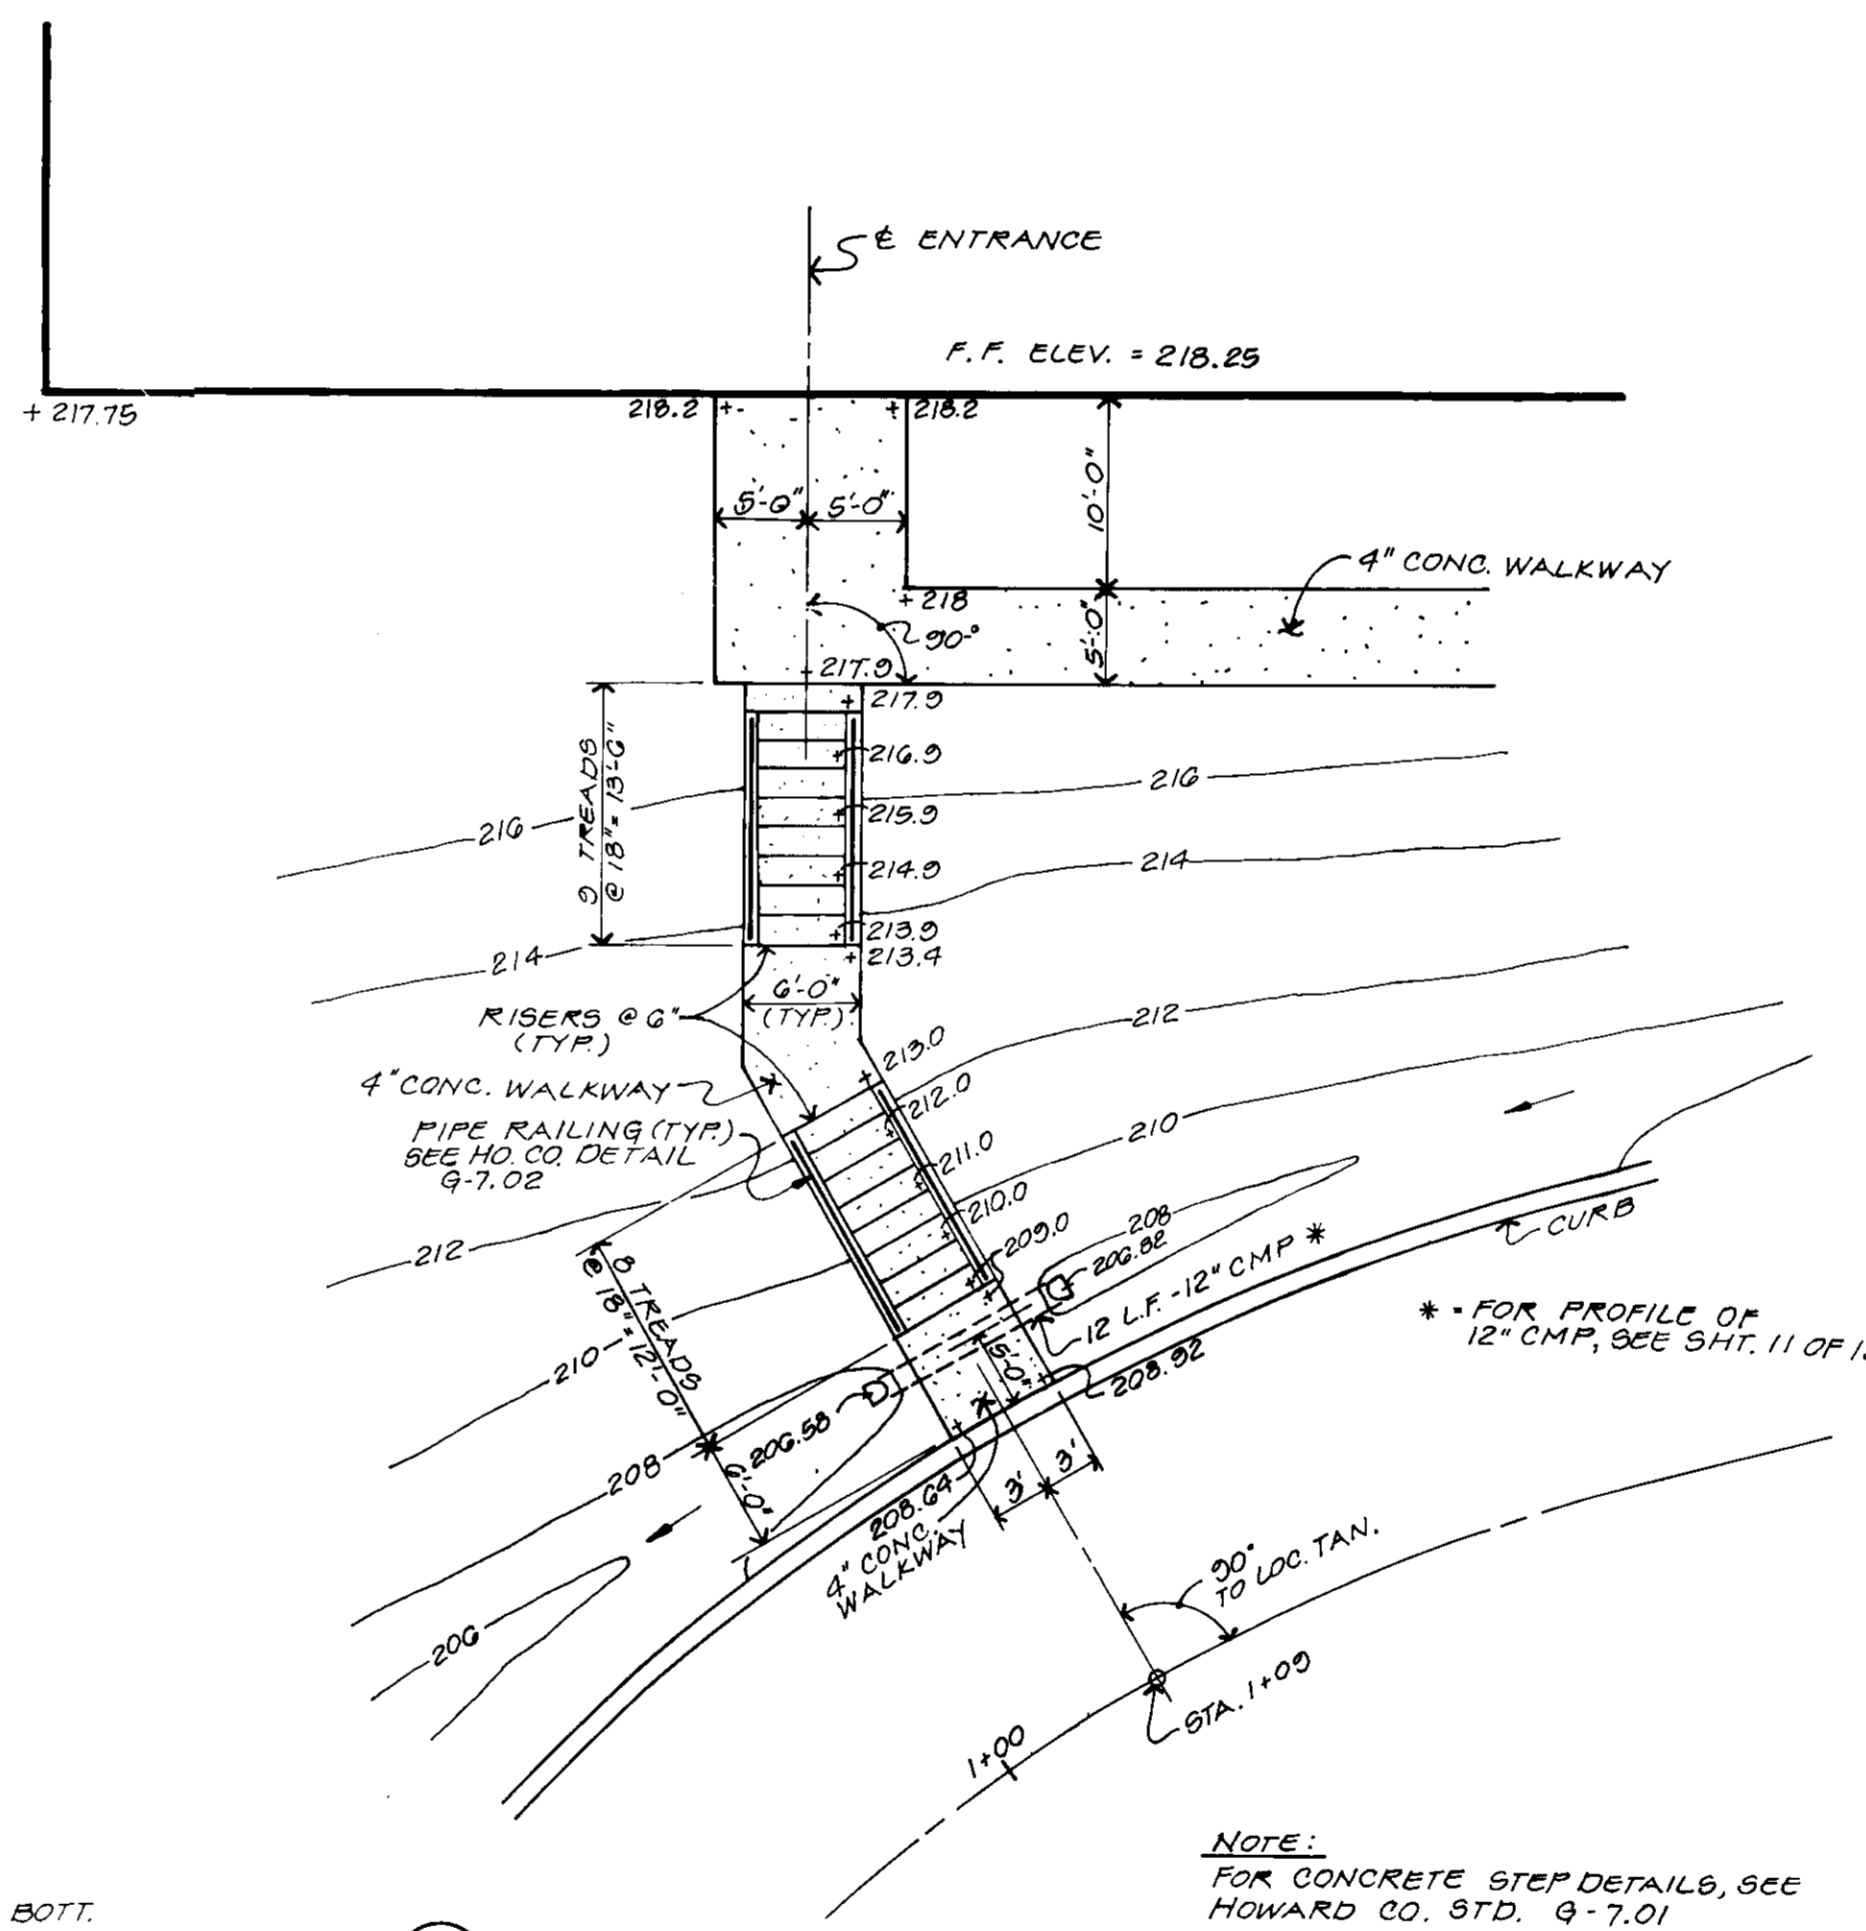 ℄ ENTRANCE
F.F. ELEV. = 218.25
+ 217.75
218.2
218.2
5'-0"
5'-0"
10'-0"
4" CONC. WALKWAY
218
5'-0"
90°
217.9
217.9
9 TREADS
@ 18" = 13'-6"
216.9
216
216
215.9
214
214.9
213.9
214
213.4
6'-0"
(TYP.)
RISERS @ 6"
(TYP.)
212
213.0
4" CONC. WALKWAY
212.0
PIPE RAILING (TYP.)
SEE HO. CO. DETAIL
G-7.02
210
211.0
210.0
209.0
208
206.82
CURB
212
8 TREADS
@ 18" = 12'-0"
12 L.F. - 12" CMP *
* - FOR PROFILE OF
12" CMP, SEE SHT. 11 OF
5'-0"
208.92
210
206.58
208
6'-0"
3'
3'
208.64
4" CONC.
WALKWAY
90°
TO LOC. TAN.
206
STA. 1+09
1+00
NOTE:
FOR CONCRETE STEP DETAILS, SEE
HOWARD CO. STD. G-7.01
BOTT.